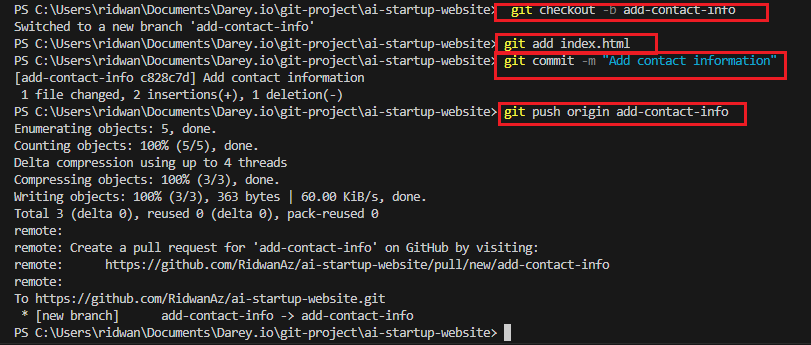 PS C:\Users\ridwan\Documents\Darey.io\git-project\ai-startup-website>  git checkout -b add-contact-info
Switched to a new branch 'add-contact-info'
PS C:\Users\ridwan\Documents\Darey.io\git-project\ai-startup-website> git add index.html
PS C:\Users\ridwan\Documents\Darey.io\git-project\ai-startup-website> git commit -m "Add contact information"
[add-contact-info c828c7d] Add contact information
 1 file changed, 2 insertions(+), 1 deletion(-)
PS C:\Users\ridwan\Documents\Darey.io\git-project\ai-startup-website> git push origin add-contact-info
Enumerating objects: 5, done.
Counting objects: 100% (5/5), done.
Delta compression using up to 4 threads
Compressing objects: 100% (3/3), done.
Writing objects: 100% (3/3), 363 bytes | 60.00 KiB/s, done.
Total 3 (delta 0), reused 0 (delta 0), pack-reused 0
remote:
remote: Create a pull request for 'add-contact-info' on GitHub by visiting:
remote:      https://github.com/RidwanAz/ai-startup-website/pull/new/add-contact-info
remote:
To https://github.com/RidwanAz/ai-startup-website.git
 * [new branch]      add-contact-info -> add-contact-info
PS C:\Users\ridwan\Documents\Darey.io\git-project\ai-startup-website>